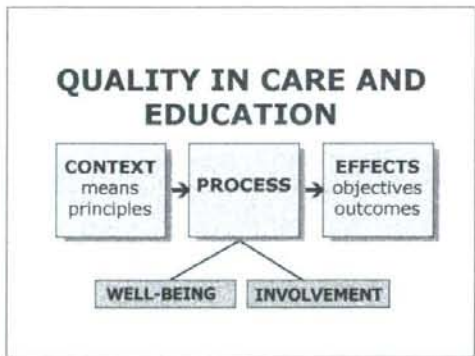 QUALITY IN CARE AND
EDUCATION
CONTEXT
means
principles
PROCESS
EFFECTS
objectives
outcomes
WELL-BEING
INVOLVEMENT